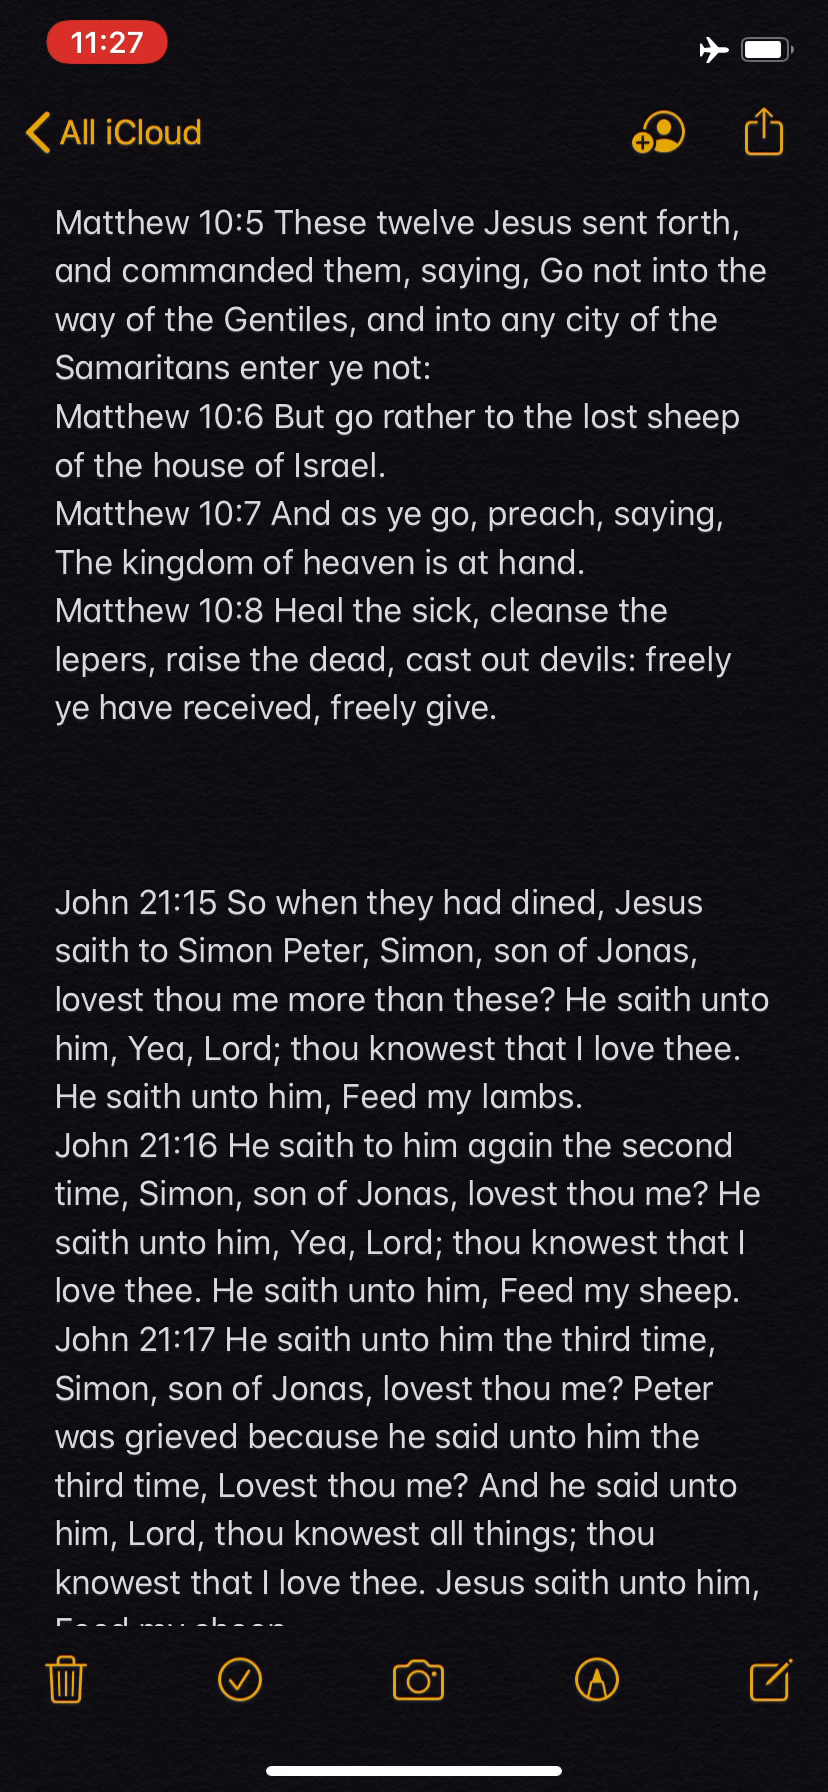 11:27
All iCloud
Matthew 10:5 These twelve Jesus sent forth,
and commanded them, saying, Go not into the
way of the Gentiles, and into any city of the
Samaritans enter ye not:
Matthew 10:6 But go rather to the lost sheep
of the house of Israel.
Matthew 10:7 And as ye go, preach, saying,
The kingdom of heaven is at hand.
Matthew 10:8 Heal the sick, cleanse the
lepers, raise the dead, cast out devils: freely
ye have received, freely give.
John 21:15 So when they had dined, Jesus
saith to Simon Peter, Simon, son of Jonas,
lovest thou me more than these? He saith unto
him, Yea, Lord; thou knowest that I love thee.
He saith unto him, Feed my lambs.
John 21:16 He saith to him again the second
time, Simon, son of Jonas, lovest thou me? He
saith unto him, Yea, Lord; thou knowest that I
love thee. He saith unto him, Feed my sheep.
John 21:17 He saith unto him the third time,
Simon, son of Jonas, lovest thou me? Peter
was grieved because he said unto him the
third time, Lovest thou me? And he said unto
him, Lord, thou knowest all things; thou
knowest that I love thee. Jesus saith unto him,
Feed my sheep.